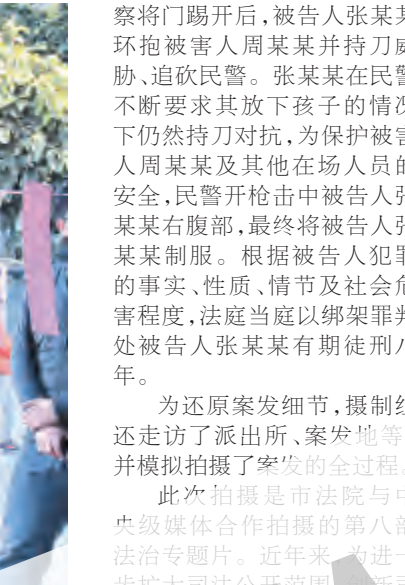 察将门踢开后,被告人张某某
环抱被害人周某某并持刀威
胁、追砍民警。张某某在民警
不断要求其放下孩子的情况
下仍然持刀对抗,为保护被害
人周某某及其他在场人员的
安全,民警开枪击中被告人张
某某右腹部,最终将被告人张
某某制服。根据被告人犯罪
的事实、性质、情节及社会危
害程度,法庭当庭以绑架罪判
处被告人张某某有期徒刑八
年。
为还原案发细节,摄制组
还走访了派出所、案发地等
并模拟拍摄了案发的全过程。
此次拍摄是市法院与中
央级媒体合作拍摄的第八部
法治专题片。近年来,为进一
步扩大司法公开范围